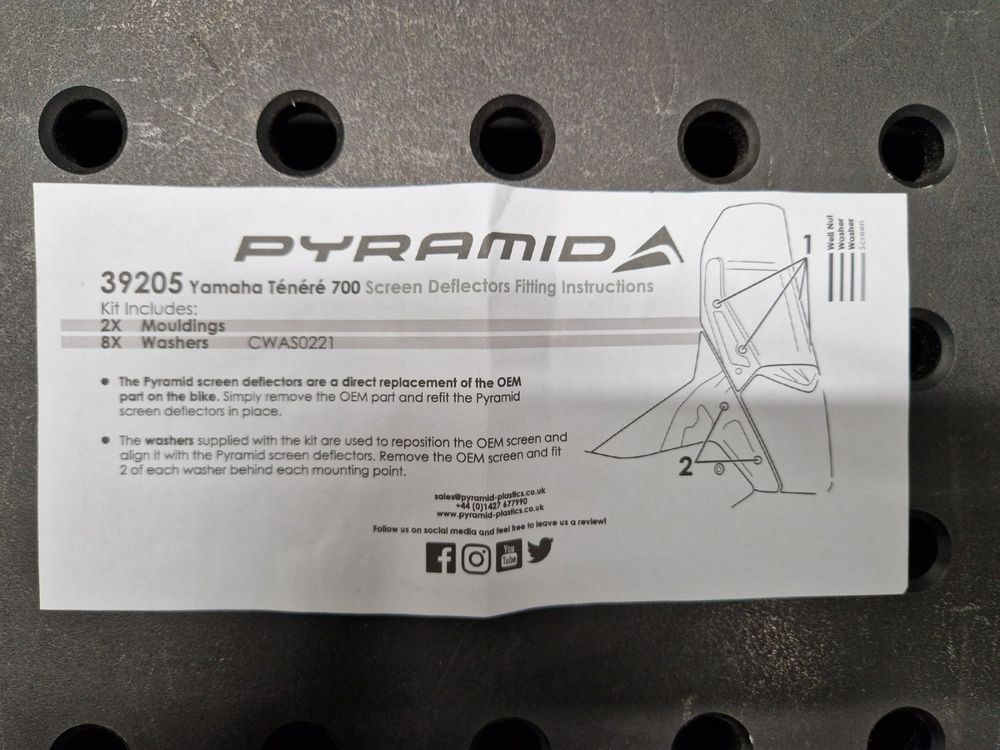 PYRAMID
39205 Yamaha Ténéré 700 Screen Deflectors Fitting Instructions
Kit Includes:
2X Mouldings
8X Washers CWAS0221
• The Pyramid screen deflectors are a direct replacement of the OEM
part on the bike. Simply remove the OEM part and refit the Pyramid
screen deflectors in place.
• The washers supplied with the kit are used to reposition the OEM screen and
align it with the Pyramid screen deflectors. Remove the OEM screen and fit
2 of each washer behind each mounting point.
sales@pyramid-plastics.co.uk
+44 (0)1427 677990
www.pyramid-plastics.co.uk
Follow us on social media and feel free to leave us a review!
You
Tube
1
Well Nut
Washer
Washer
Screen
2